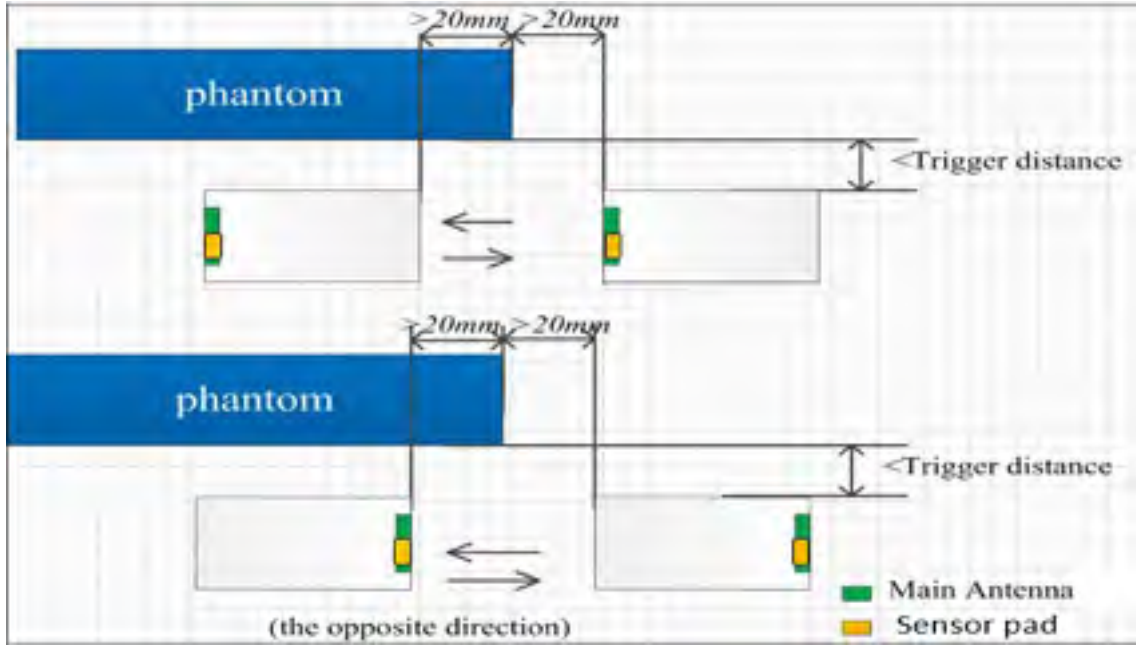 >20mm >20mm
phantom
<Trigger distance
>20mm >20mm
phantom
<Trigger distance
Main Antenna
(the opposite direction)
Sensor pad